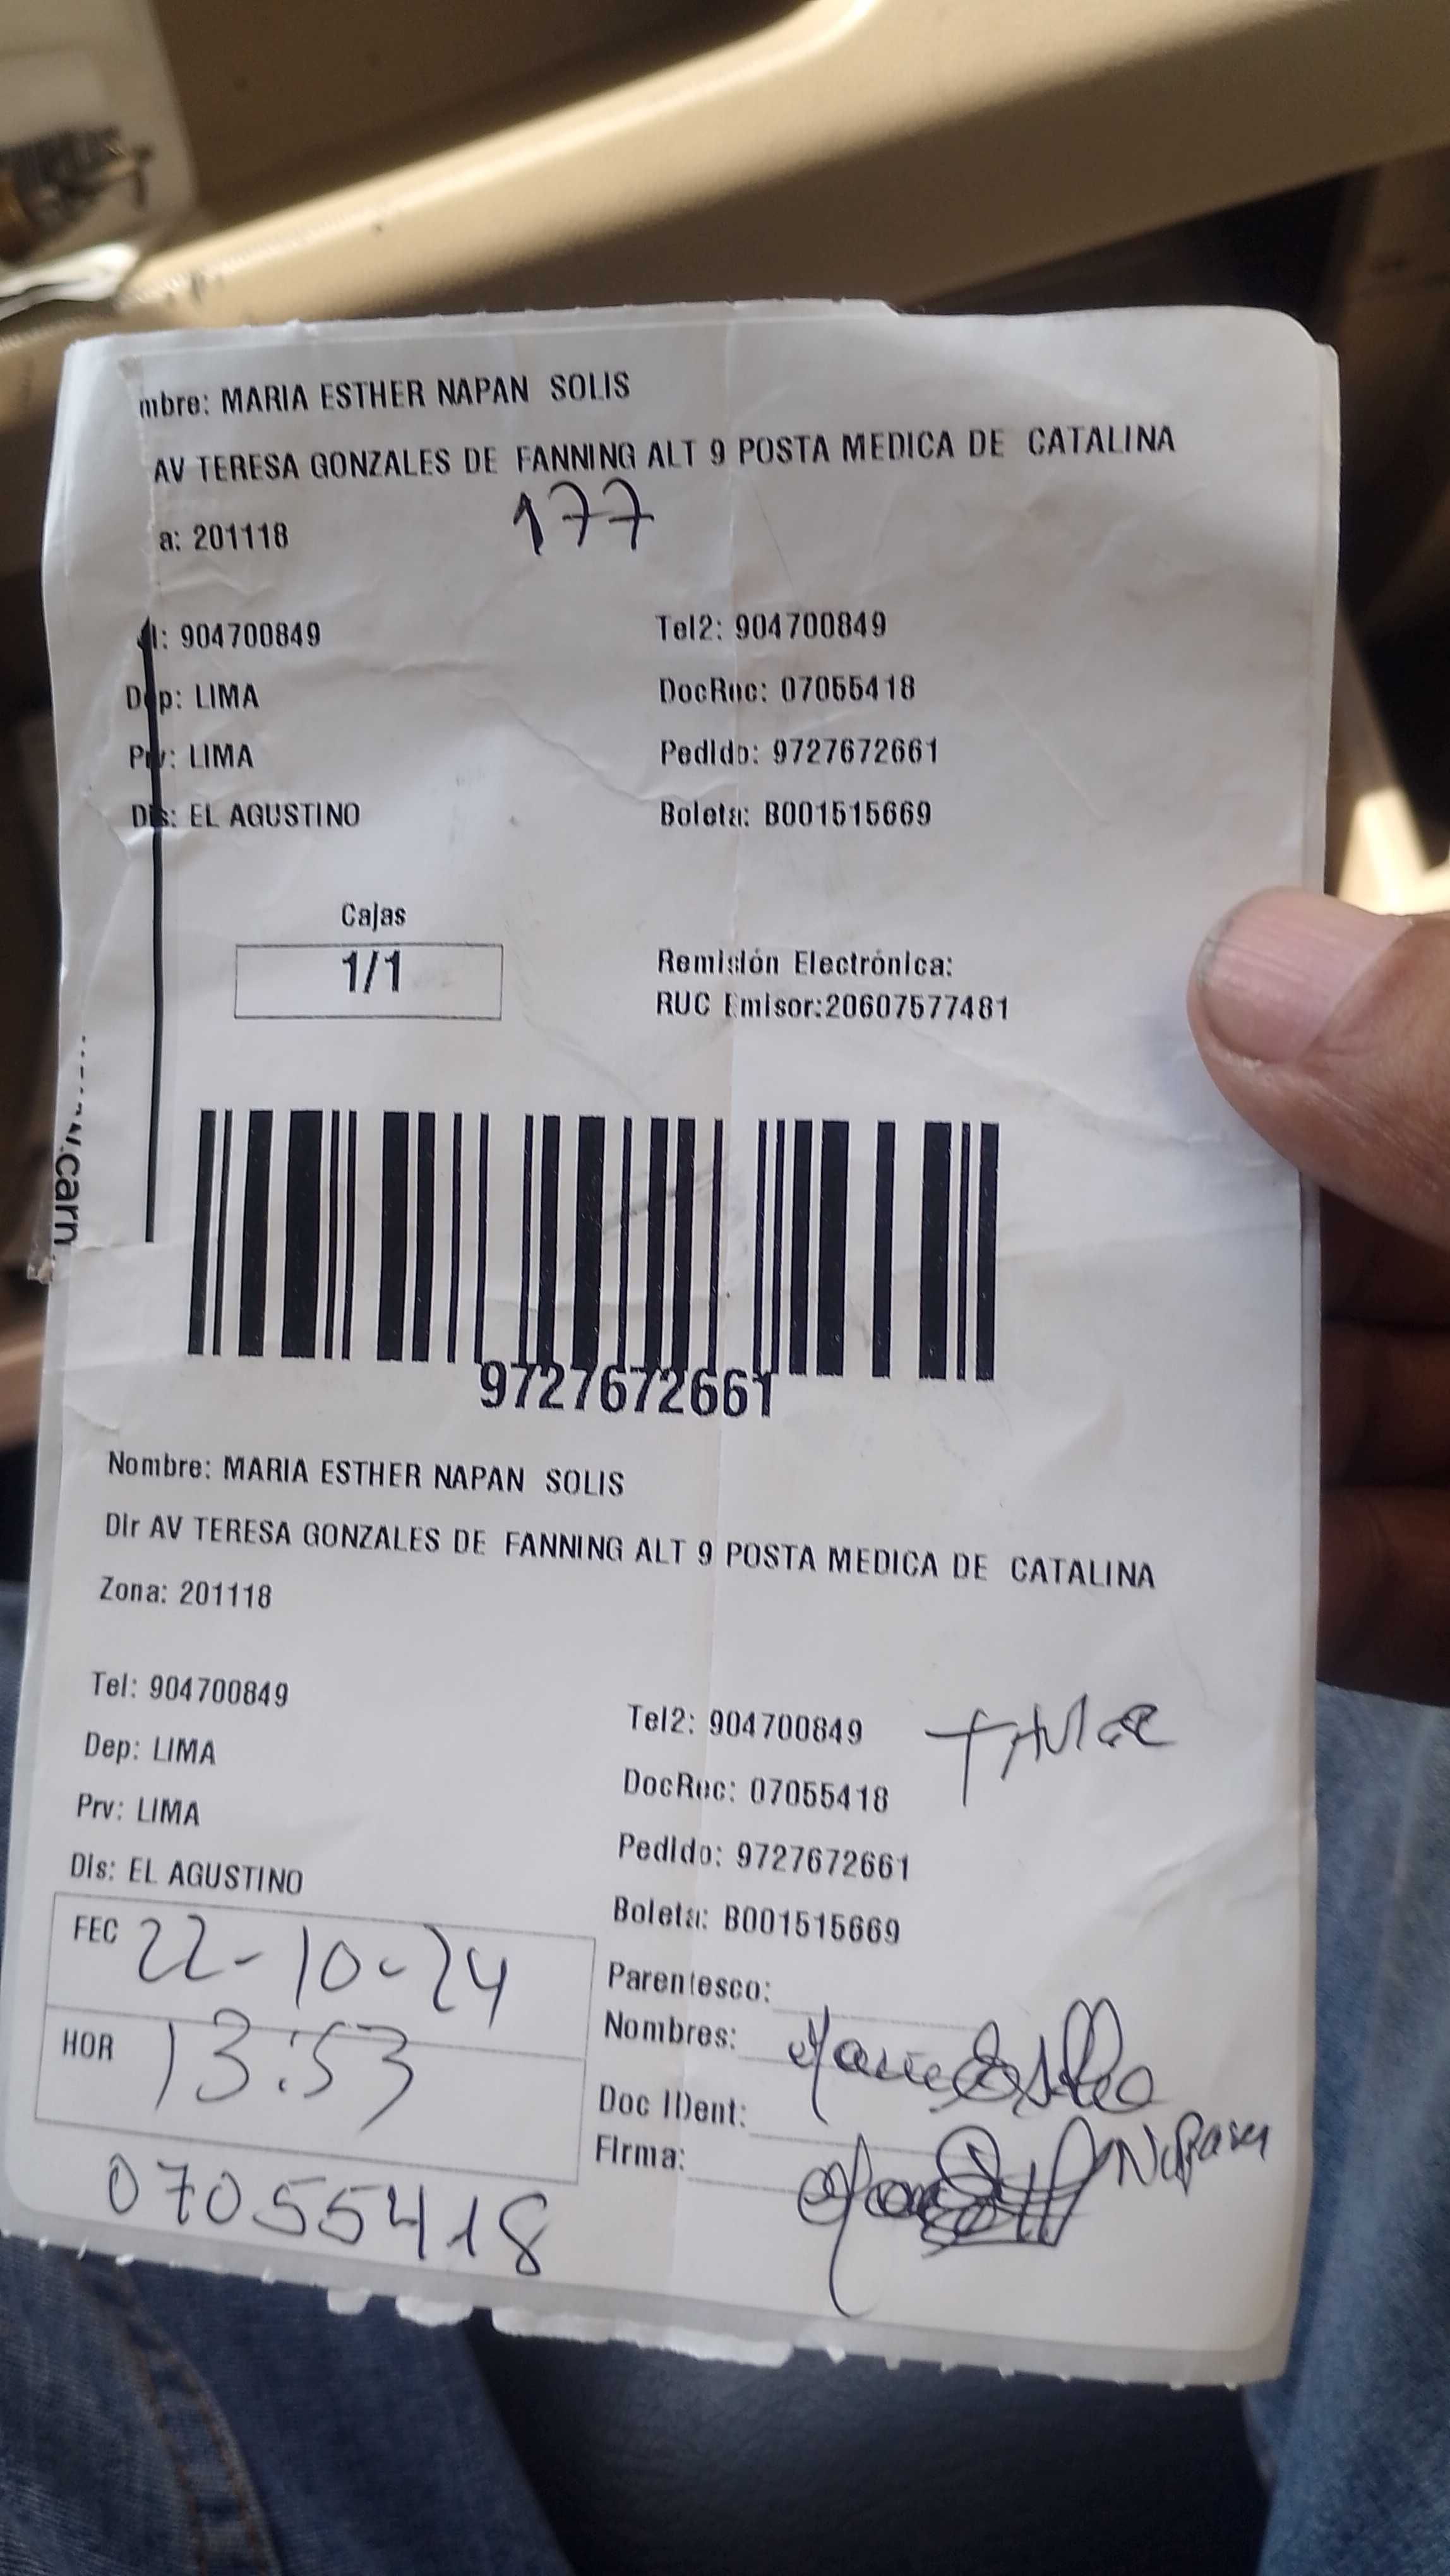 mbre: MARIA ESTHER NAPAN SOLIS
AV TERESA GONZALES DE FANNING ALT 9 POSTA MEDICA DE CATALINA
177
a: 201118
l: 904700849 Tel2: 904700849
Dep: LIMA DocRec: 07055418
Prv: LIMA Pedido: 9727672661
Dis: EL AGUSTINO Boleta: B001515669
Cajas
1/1
Remisión Electrónica:
RUC Emisor:20607577481
w.carn
9727672661
Nombre: MARIA ESTHER NAPAN SOLIS
Dir AV TERESA GONZALES DE FANNING ALT 9 POSTA MEDICA DE CATALINA
Zona: 201118
Tel: 904700849 Tel2: 904700849
Dep: LIMA DocRec: 07055418
Prv: LIMA Pedido: 9727672661
Dis: EL AGUSTINO Boleta: B001515669
FEC 22-10-24
HOR 13:53
07055418
Parentesco:
Nombres: Maria Esther
Doc IDent:
Firma: Napan